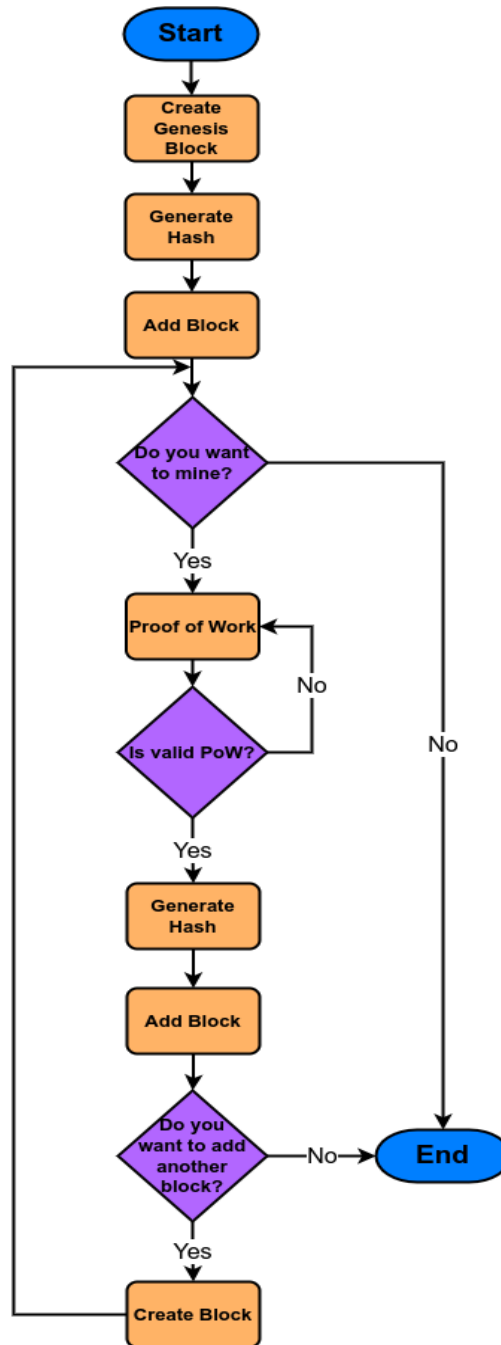 Start
Create
Genesis
Block
Generate
Hash
Add Block
Do you want
to mine?
Yes
Proof of Work
No
Is valid PoW?
No
Yes
Generate
Hash
Add Block
Do you
want to add
another
block?
No
End
Yes
Create Block